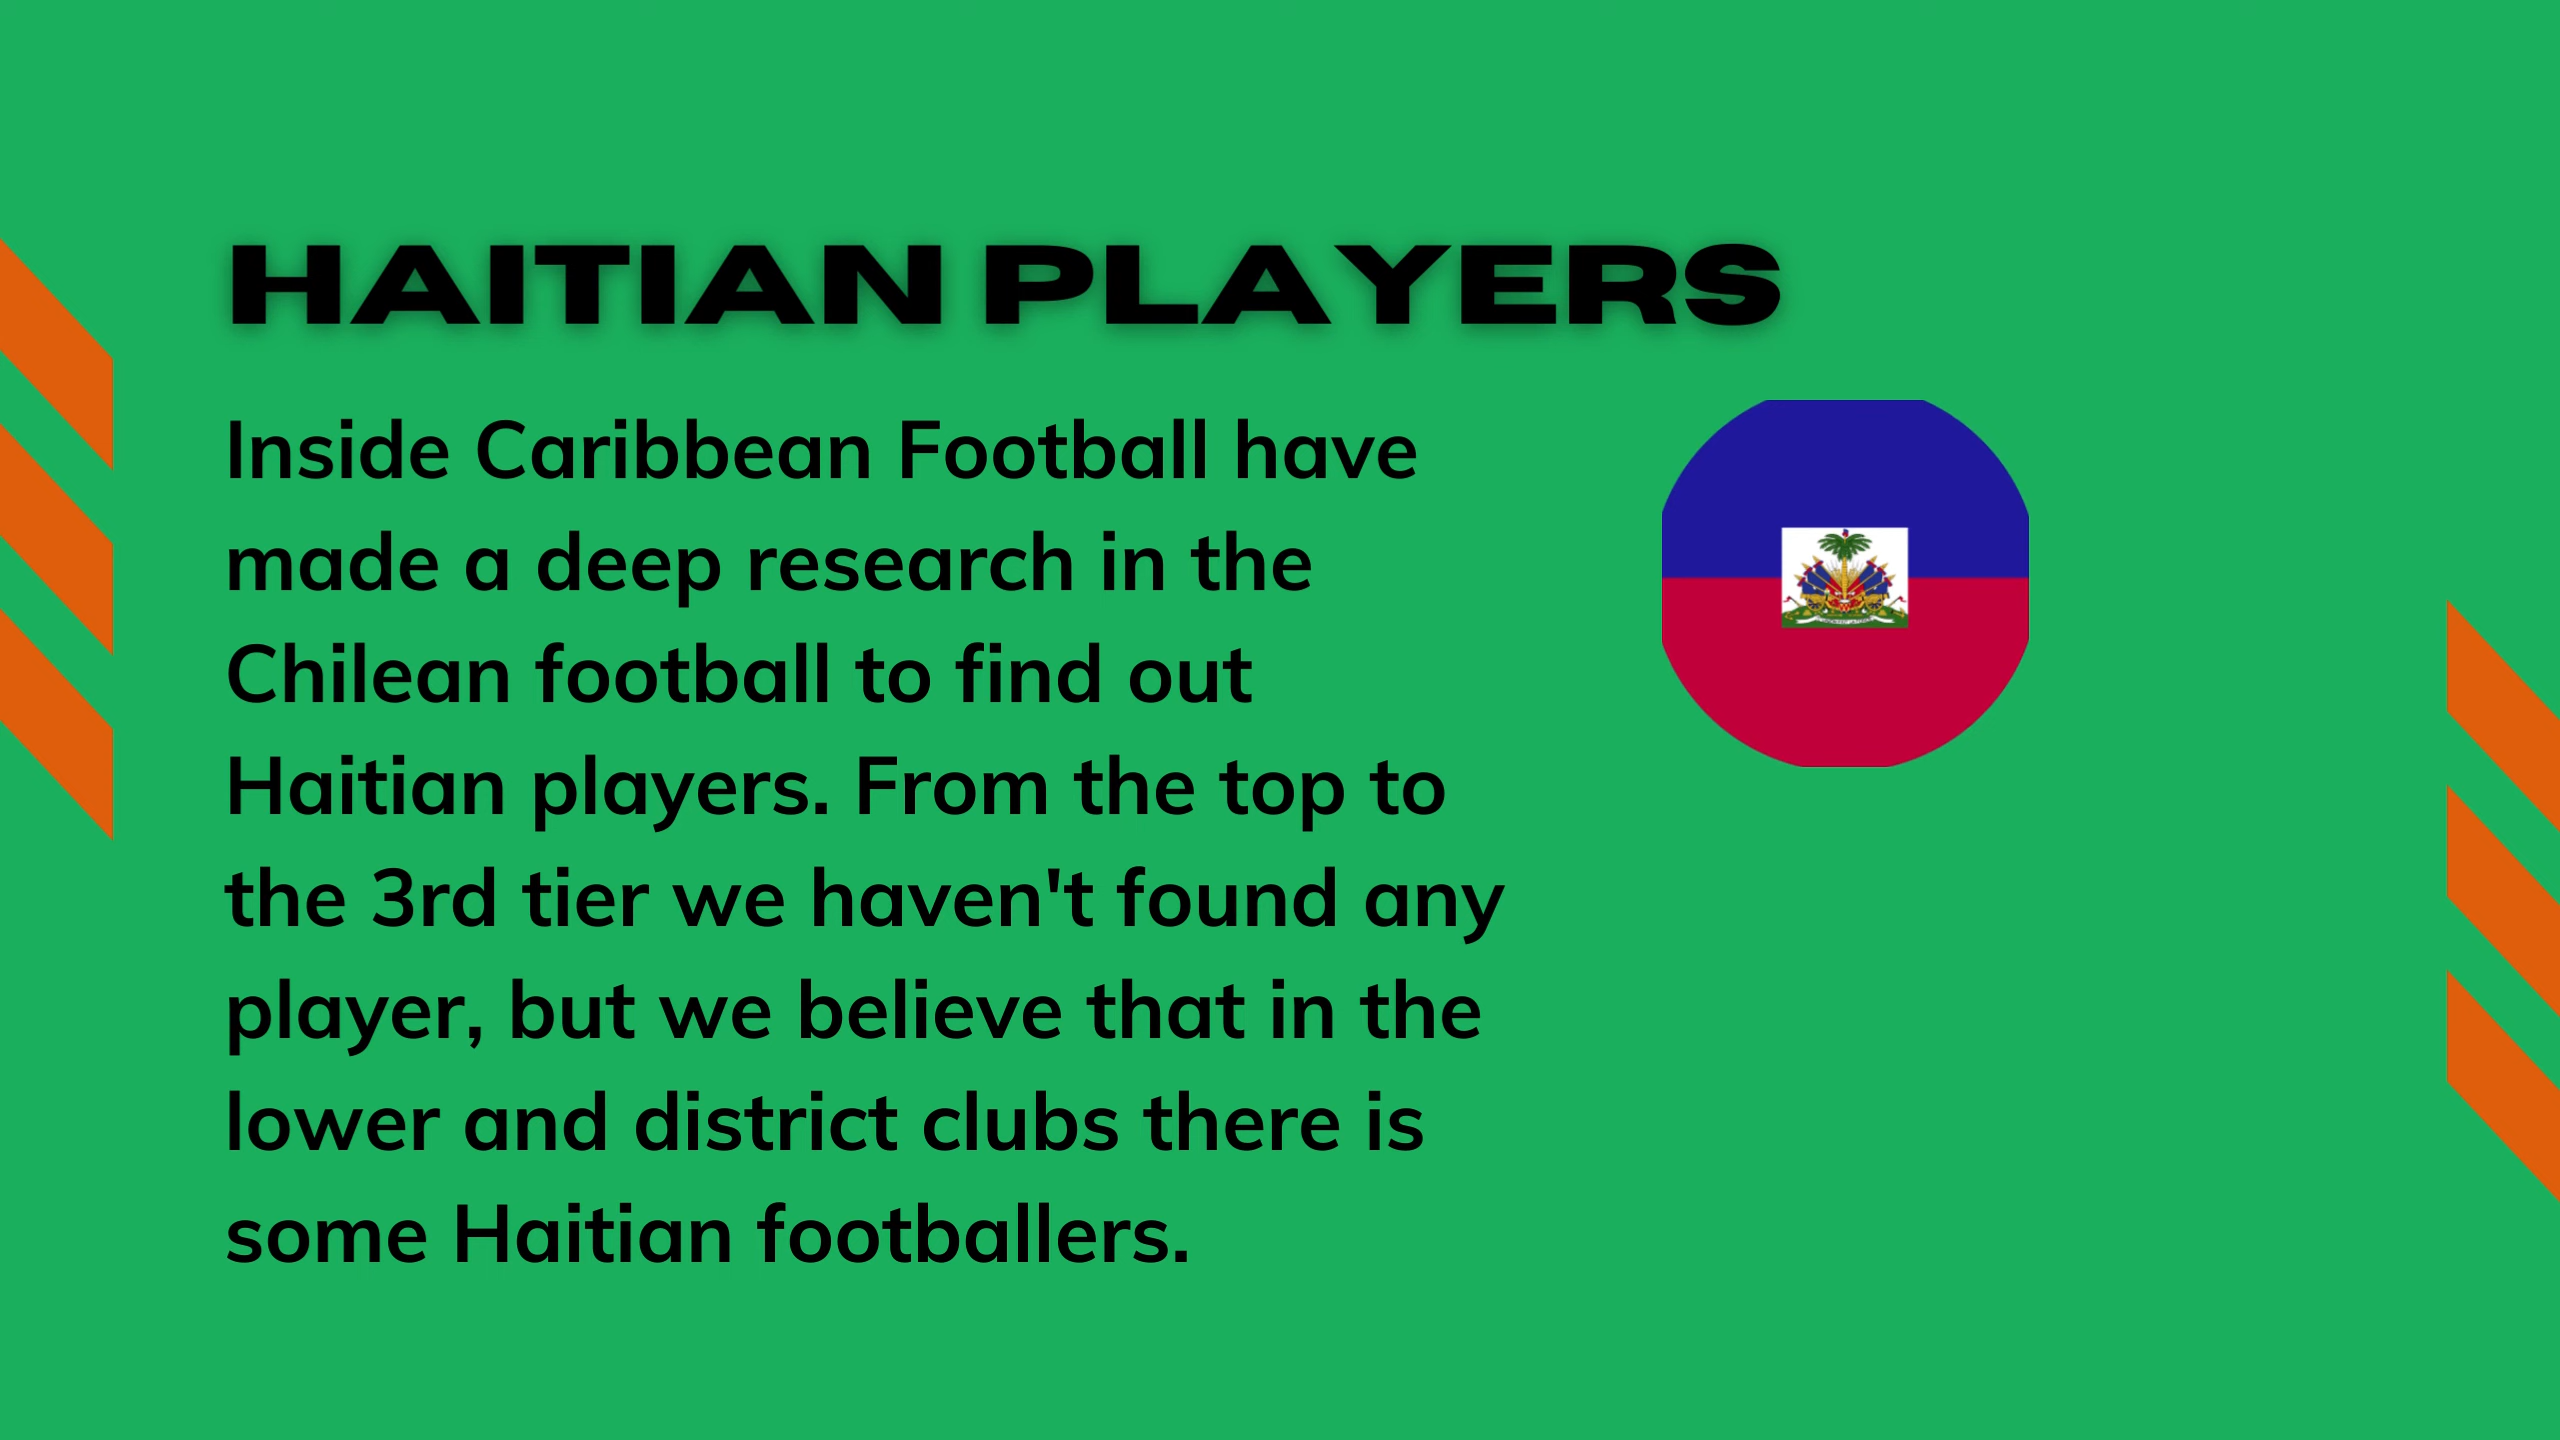 HAITIAN PLAYERS
Inside Caribbean Football have
made a deep research in the
Chilean football to find out
Haitian players. From the top to
the 3rd tier we haven't found any
player, but we believe that in the
lower and district clubs there is
some Haitian footballers.